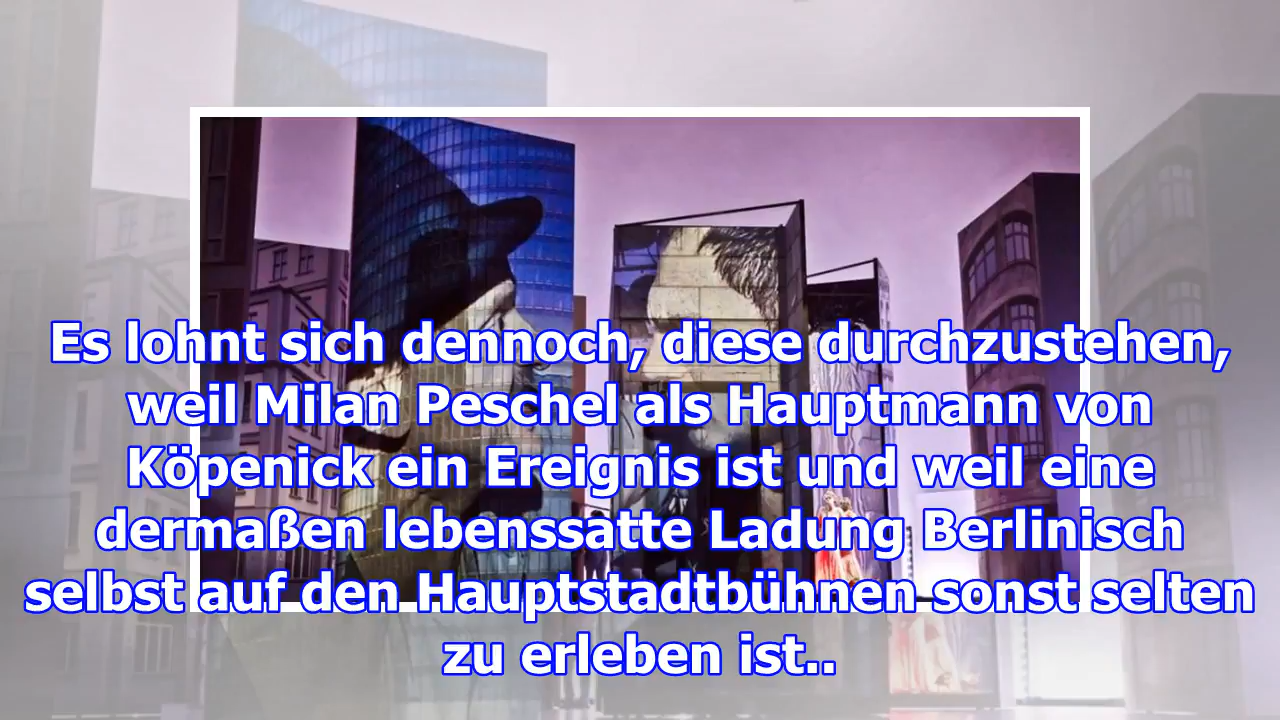 Es lohnt sich dennoch, diese durchzustehen,
weil Milan Peschel als Hauptmann von
Köpenick ein Ereignis ist und weil eine
dermaßen lebenssatte Ladung Berlinisch
selbst auf den Hauptstadtbühnen sonst selten
zu erleben ist..